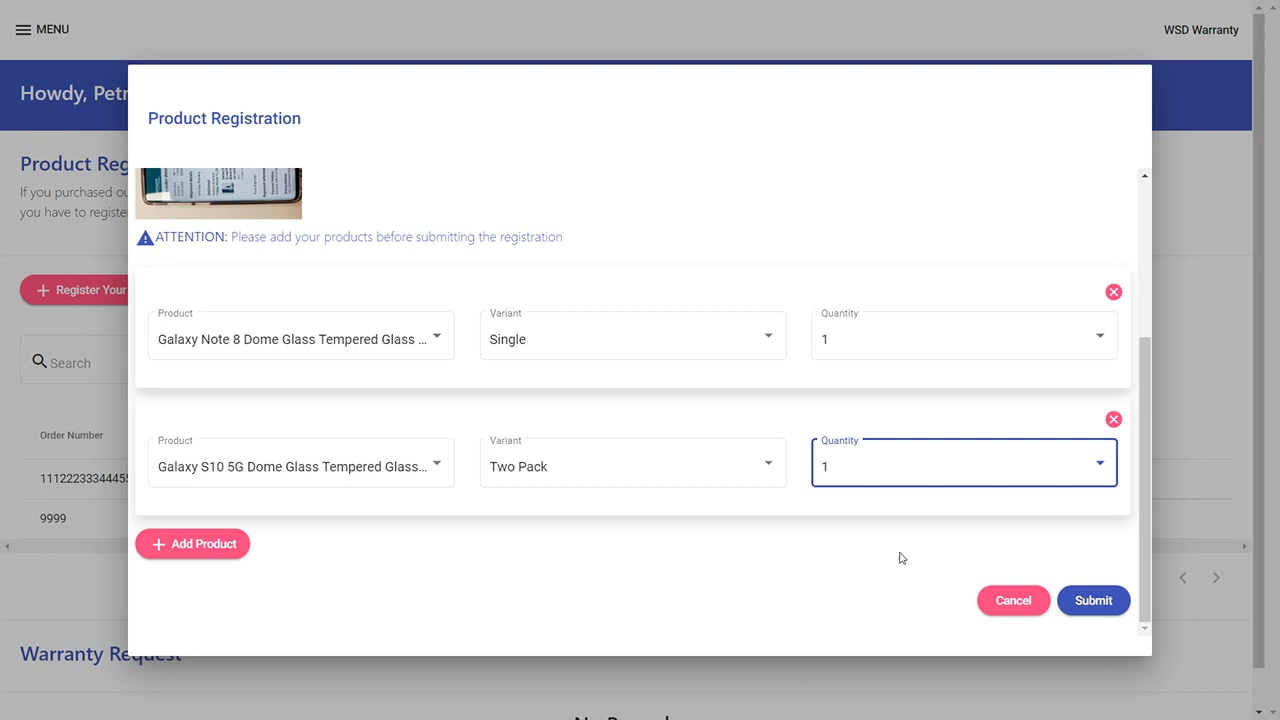 MENU
WSD Warranty
Howdy, Petr
Product Registration
Product Reg
If you purchased ou
you have to registe
ATTENTION: Please add your products before submitting the registration
Register Your
Product
Variant
Quantity
Galaxy Note 8 Dome Glass Tempered Glass ...
Single
1
Search
Order Number
Product
Variant
Quantity
Galaxy S10 5G Dome Glass Tempered Glass...
Two Pack
1
11122233344455
9999
Add Product
Cancel
Submit
Warranty Request